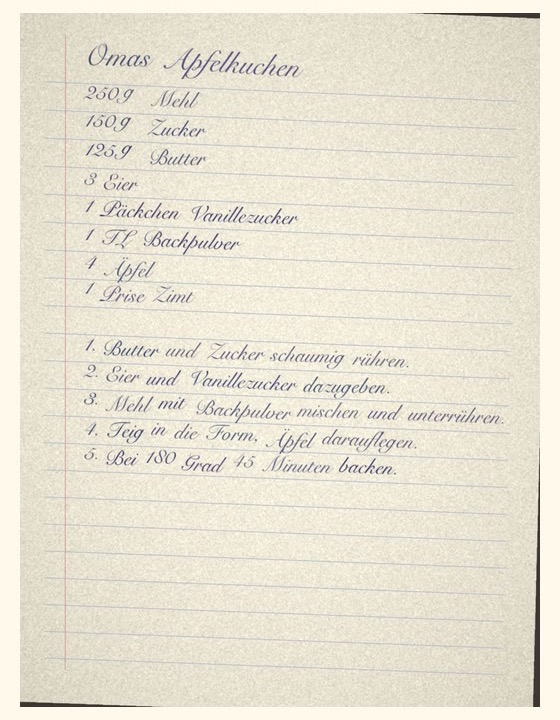 Omas Apfelkuchen
250g Mehl
150g Zucker
125g Butter
3 Eier
1 Päckchen Vanillezucker
1 TL Backpulver
4 Äpfel
1 Prise Zimt
1. Butter und Zucker schaumig rühren.
2. Eier und Vanillezucker dazugeben.
3. Mehl mit Backpulver mischen und unterrühren.
4. Teig in die Form, Äpfel darauflegen.
5. Bei 180 Grad 45 Minuten backen.